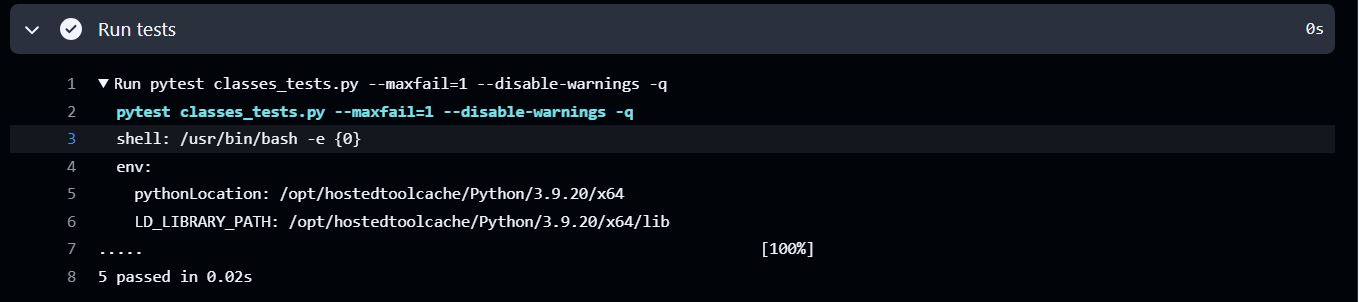 Run tests 0s
1 ▼ Run pytest classes_tests.py --maxfail=1 --disable-warnings -q
2 pytest classes_tests.py --maxfail=1 --disable-warnings -q
3 shell: /usr/bin/bash -e {0}
4 env:
5 pythonLocation: /opt/hostedtoolcache/Python/3.9.20/x64
6 LD_LIBRARY_PATH: /opt/hostedtoolcache/Python/3.9.20/x64/lib
7 ..... [100%]
8 5 passed in 0.02s